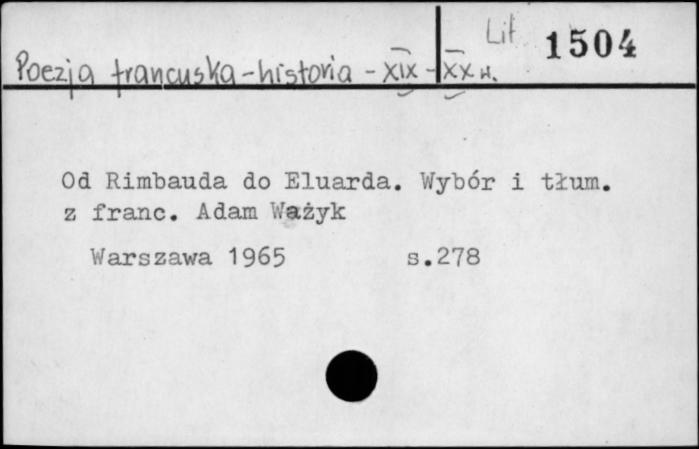 Lit 1504
Poezja francuska - historia - XIX - XX w.
Od Rimbauda do Eluarda. Wybór i tłum.
z franc. Adam Ważyk
Warszawa 1965 s.278